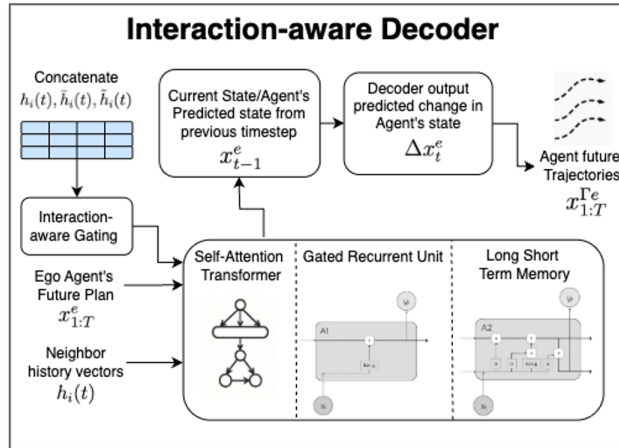 Interaction-aware Decoder
Concatenate
h_i(t), h̄_i(t), h̃_i(t)
Interaction-
aware Gating
Ego Agent's
Future Plan
x^e_{1:T}
Neighbor
history vectors
h_i(t)
Current State/Agent's
Predicted state from
previous timestep
x^e_{t-1}
Decoder output
predicted change in
Agent's state
Δx^e_t
Agent future
Trajectories
x^{Γe}_{1:T}
Self-Attention
Transformer
Gated Recurrent Unit
A1
Long Short
Term Memory
A2